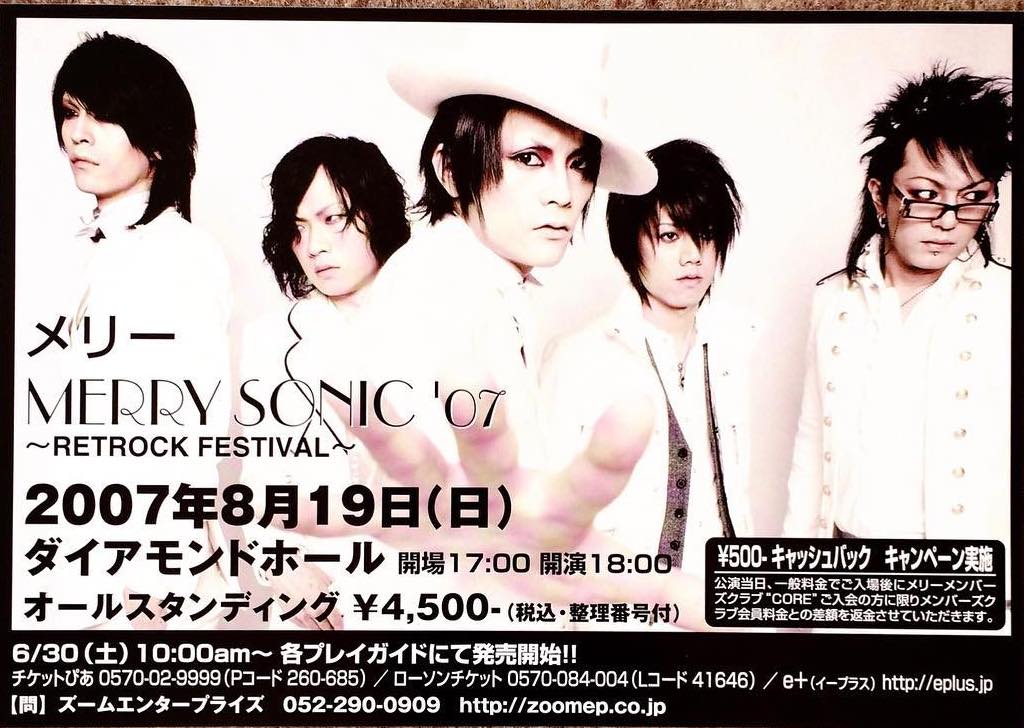 メリー
MERRY SONIC '07
～RETROCK FESTIVAL～
2007年8月19日(日)
ダイアモンドホール 開場17:00 開演18:00
オールスタンディング ¥4,500-(税込・整理番号付)
¥500-キャッシュバック キャンペーン実施
公演当日、一般料金でご入場後にメリーメンバー
ズクラブ"CORE"ご入会の方に限りメンバーズク
ラブ会員料金との差額を返金させていただきます。
6/30(土)10:00am～ 各プレイガイドにて発売開始!!
チケットぴあ 0570-02-9999(Pコード 260-685) ／ ローソンチケット 0570-084-004(Lコード 41646) ／ e+(イープラス) http://eplus.jp
【問】 ズームエンタープライズ 052-290-0909 http://zoomep.co.jp